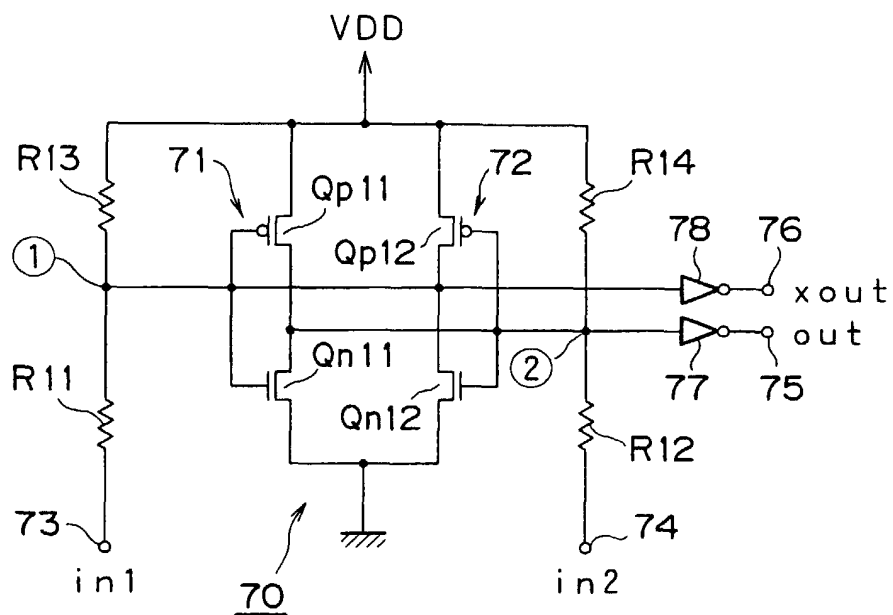 VDD
R13
71
Qp11
72
R14
Qp12
78
76
①
xout
out
R11
Qn11
②
77
75
Qn12
R12
73
74
in1
70
in2